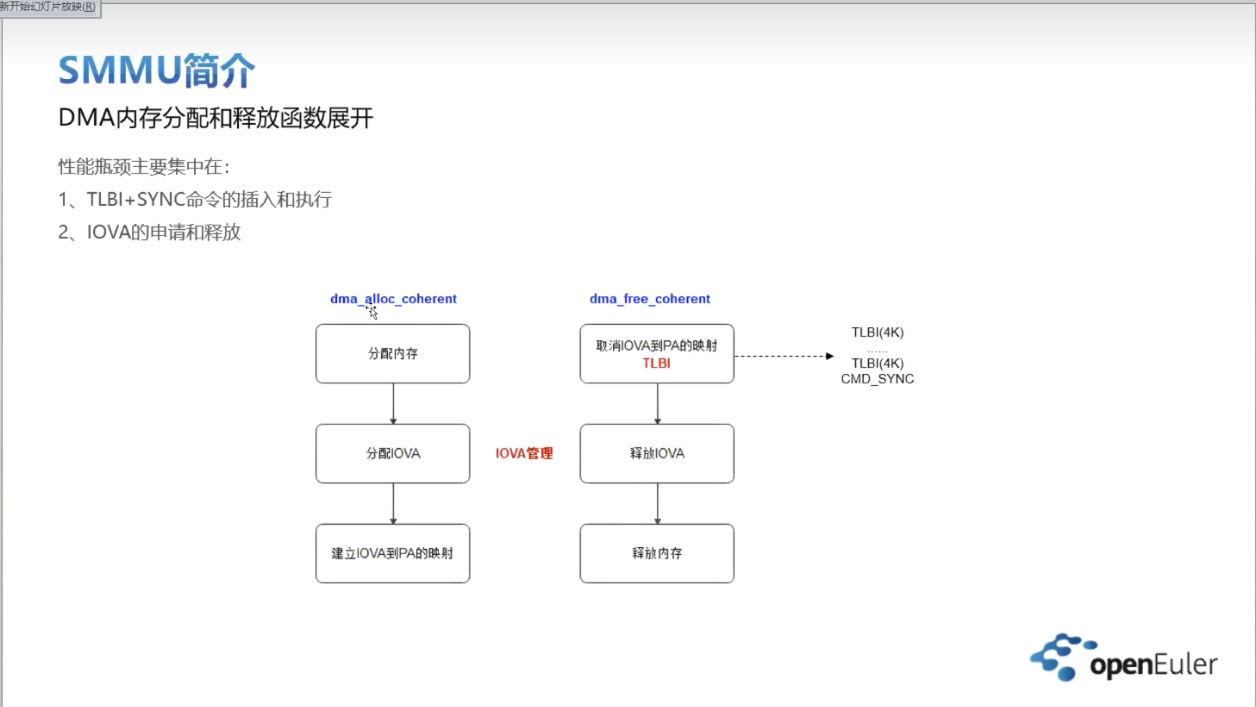 新开始幻灯片放映(R)
SMMU简介
DMA内存分配和释放函数展开
性能瓶颈主要集中在：
1、TLBI+SYNC命令的插入和执行
2、IOVA的申请和释放
dma_alloc_coherent
dma_free_coherent
分配内存
取消IOVA到PA的映射
TLBI
TLBI(4K)
......
TLBI(4K)
CMD_SYNC
分配IOVA
IOVA管理
释放IOVA
建立IOVA到PA的映射
释放内存
openEuler